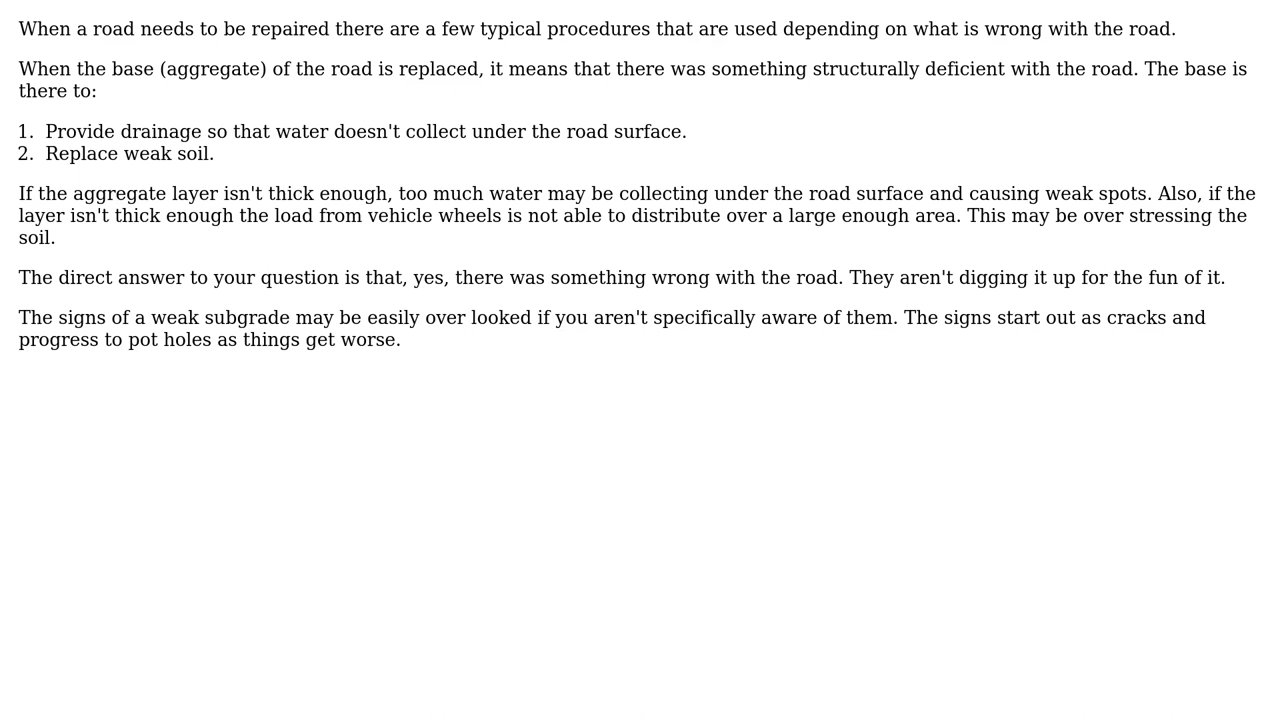 When a road needs to be repaired there are a few typical procedures that are used depending on what is wrong with the road.
When the base (aggregate) of the road is replaced, it means that there was something structurally deficient with the road. The base is
there to:
1. Provide drainage so that water doesn't collect under the road surface.
2. Replace weak soil.
If the aggregate layer isn't thick enough, too much water may be collecting under the road surface and causing weak spots. Also, if the
layer isn't thick enough the load from vehicle wheels is not able to distribute over a large enough area. This may be over stressing the
soil.
The direct answer to your question is that, yes, there was something wrong with the road. They aren't digging it up for the fun of it.
The signs of a weak subgrade may be easily over looked if you aren't specifically aware of them. The signs start out as cracks and
progress to pot holes as things get worse.